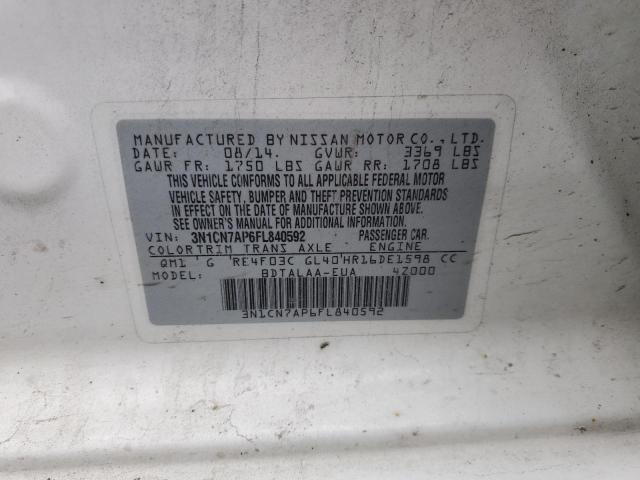 MANUFACTURED BY NISSAN MOTOR CO., LTD.
DATE: 08/14. GVWR: 3369 LBS
GAWR FR: 1750 LBS GAWR RR: 1708 LBS
THIS VEHICLE CONFORMS TO ALL APPLICABLE FEDERAL MOTOR
VEHICLE SAFETY, BUMPER, AND THEFT PREVENTION STANDARDS
IN EFFECT ON THE DATE OF MANUFACTURE SHOWN ABOVE.
SEE OWNER'S MANUAL FOR ADDITIONAL INFORMATION.
VIN: 3N1CN7AP6FL840592 PASSENGER CAR.
COLOR TRIM TRANS AXLE ENGINE
QM1 G RE4F03C GL40 HR16DE1598 CC
MODEL: BDTALAA-EUA 4Z000
3N1CN7AP6FL840592